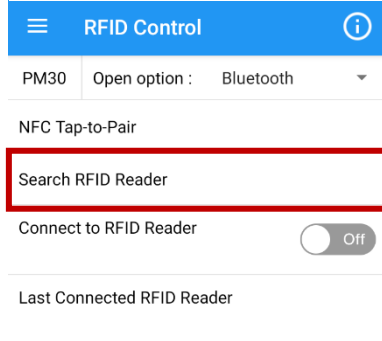 RFID Control
PM30 Open option : Bluetooth
NFC Tap-to-Pair
Search RFID Reader
Connect to RFID Reader Off
Last Connected RFID Reader